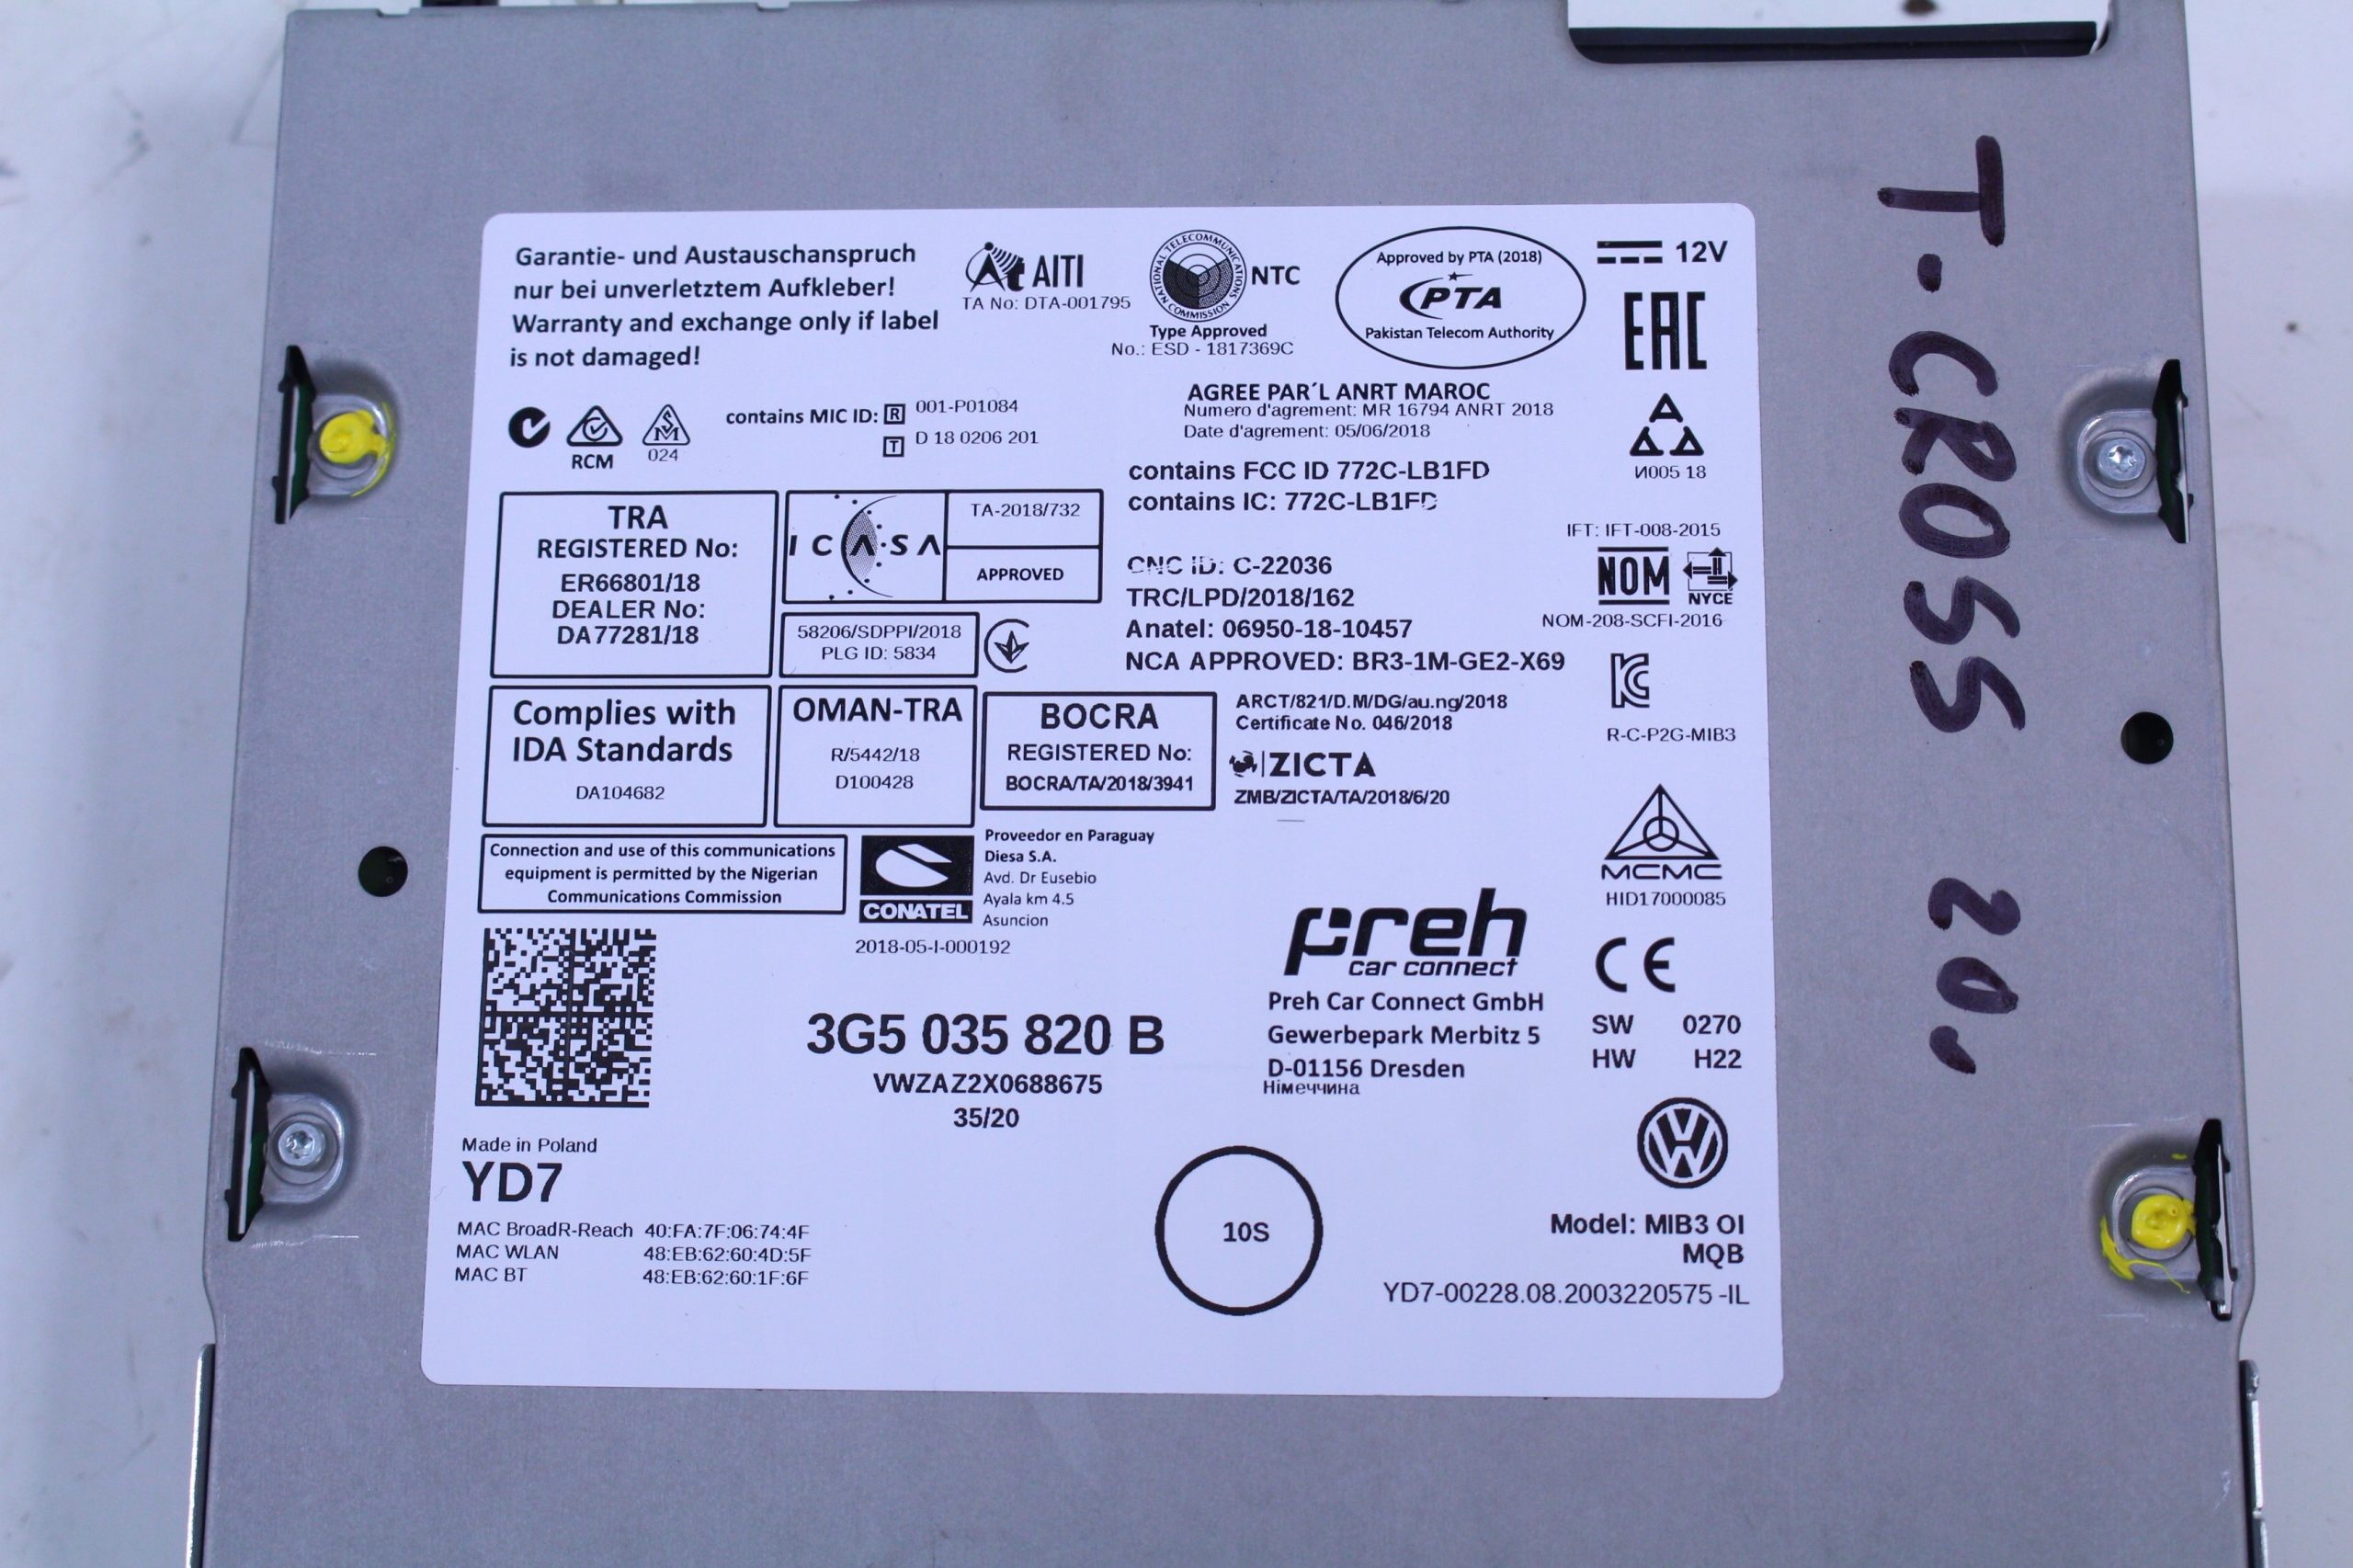 Garantie- und Austauschanspruch
nur bei unverletztem Aufkleber!
Warranty and exchange only if label
is not damaged!
AITI
TA No: DTA-001795
NATIONAL TELECOMMUNICATIONS COMMISSION
NTC
Type Approved
No.: ESD - 1817369C
Approved by PTA (2018)
PTA
Pakistan Telecom Authority
12V
EAC
RCM
SM
024
contains MIC ID: R 001-P01084
T D 18 0206 201
AGREE PAR´L ANRT MAROC
Numero d'agrement: MR 16794 ANRT 2018
Date d'agrement: 05/06/2018
contains FCC ID 772C-LB1FD
contains IC: 772C-LB1FD
И005 18
TRA
REGISTERED No:
ER66801/18
DEALER No:
DA77281/18
ICASA
TA-2018/732
APPROVED
58206/SDPPI/2018
PLG ID: 5834
CNC ID: C-22036
TRC/LPD/2018/162
Anatel: 06950-18-10457
NCA APPROVED: BR3-1M-GE2-X69
IFT: IFT-008-2015
NOM
NYCE
NOM-208-SCFI-2016
Complies with
IDA Standards
DA104682
OMAN-TRA
R/5442/18
D100428
BOCRA
REGISTERED No:
BOCRA/TA/2018/3941
ARCT/821/D.M/DG/au.ng/2018
Certificate No. 046/2018
ZICTA
ZMB/ZICTA/TA/2018/6/20
R-C-P2G-MIB3
MCMC
HID17000085
Connection and use of this communications
equipment is permitted by the Nigerian
Communications Commission
CONATEL
2018-05-I-000192
Proveedor en Paraguay
Diesa S.A.
Avd. Dr Eusebio
Ayala km 4.5
Asuncion
preh
car connect
Preh Car Connect GmbH
Gewerbepark Merbitz 5
D-01156 Dresden
Німеччина
CE
SW 0270
HW H22
3G5 035 820 B
VWZAZ2X0688675
35/20
Made in Poland
YD7
MAC BroadR-Reach 40:FA:7F:06:74:4F
MAC WLAN 48:EB:62:60:4D:5F
MAC BT 48:EB:62:60:1F:6F
10S
VW
Model: MIB3 OI
MQB
YD7-00228.08.2003220575 -IL
T-CROSS 20.